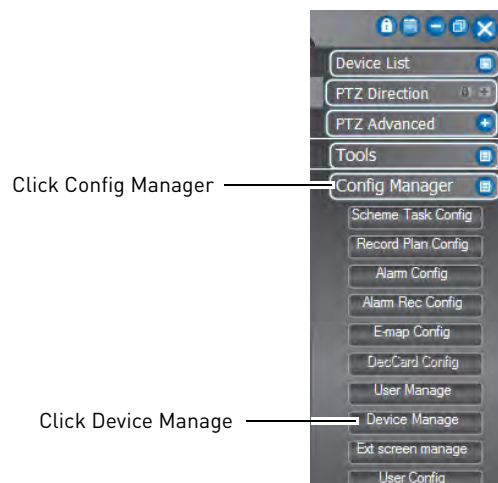 Device List
PTZ Direction
PTZ Advanced
Tools
Click Config Manager
Config Manager
Scheme Task Config
Record Plan Config
Alarm Config
Alarm Rec Config
E-map Config
DecCard Config
User Manage
Click Device Manage
Device Manage
Ext screen manage
User Config